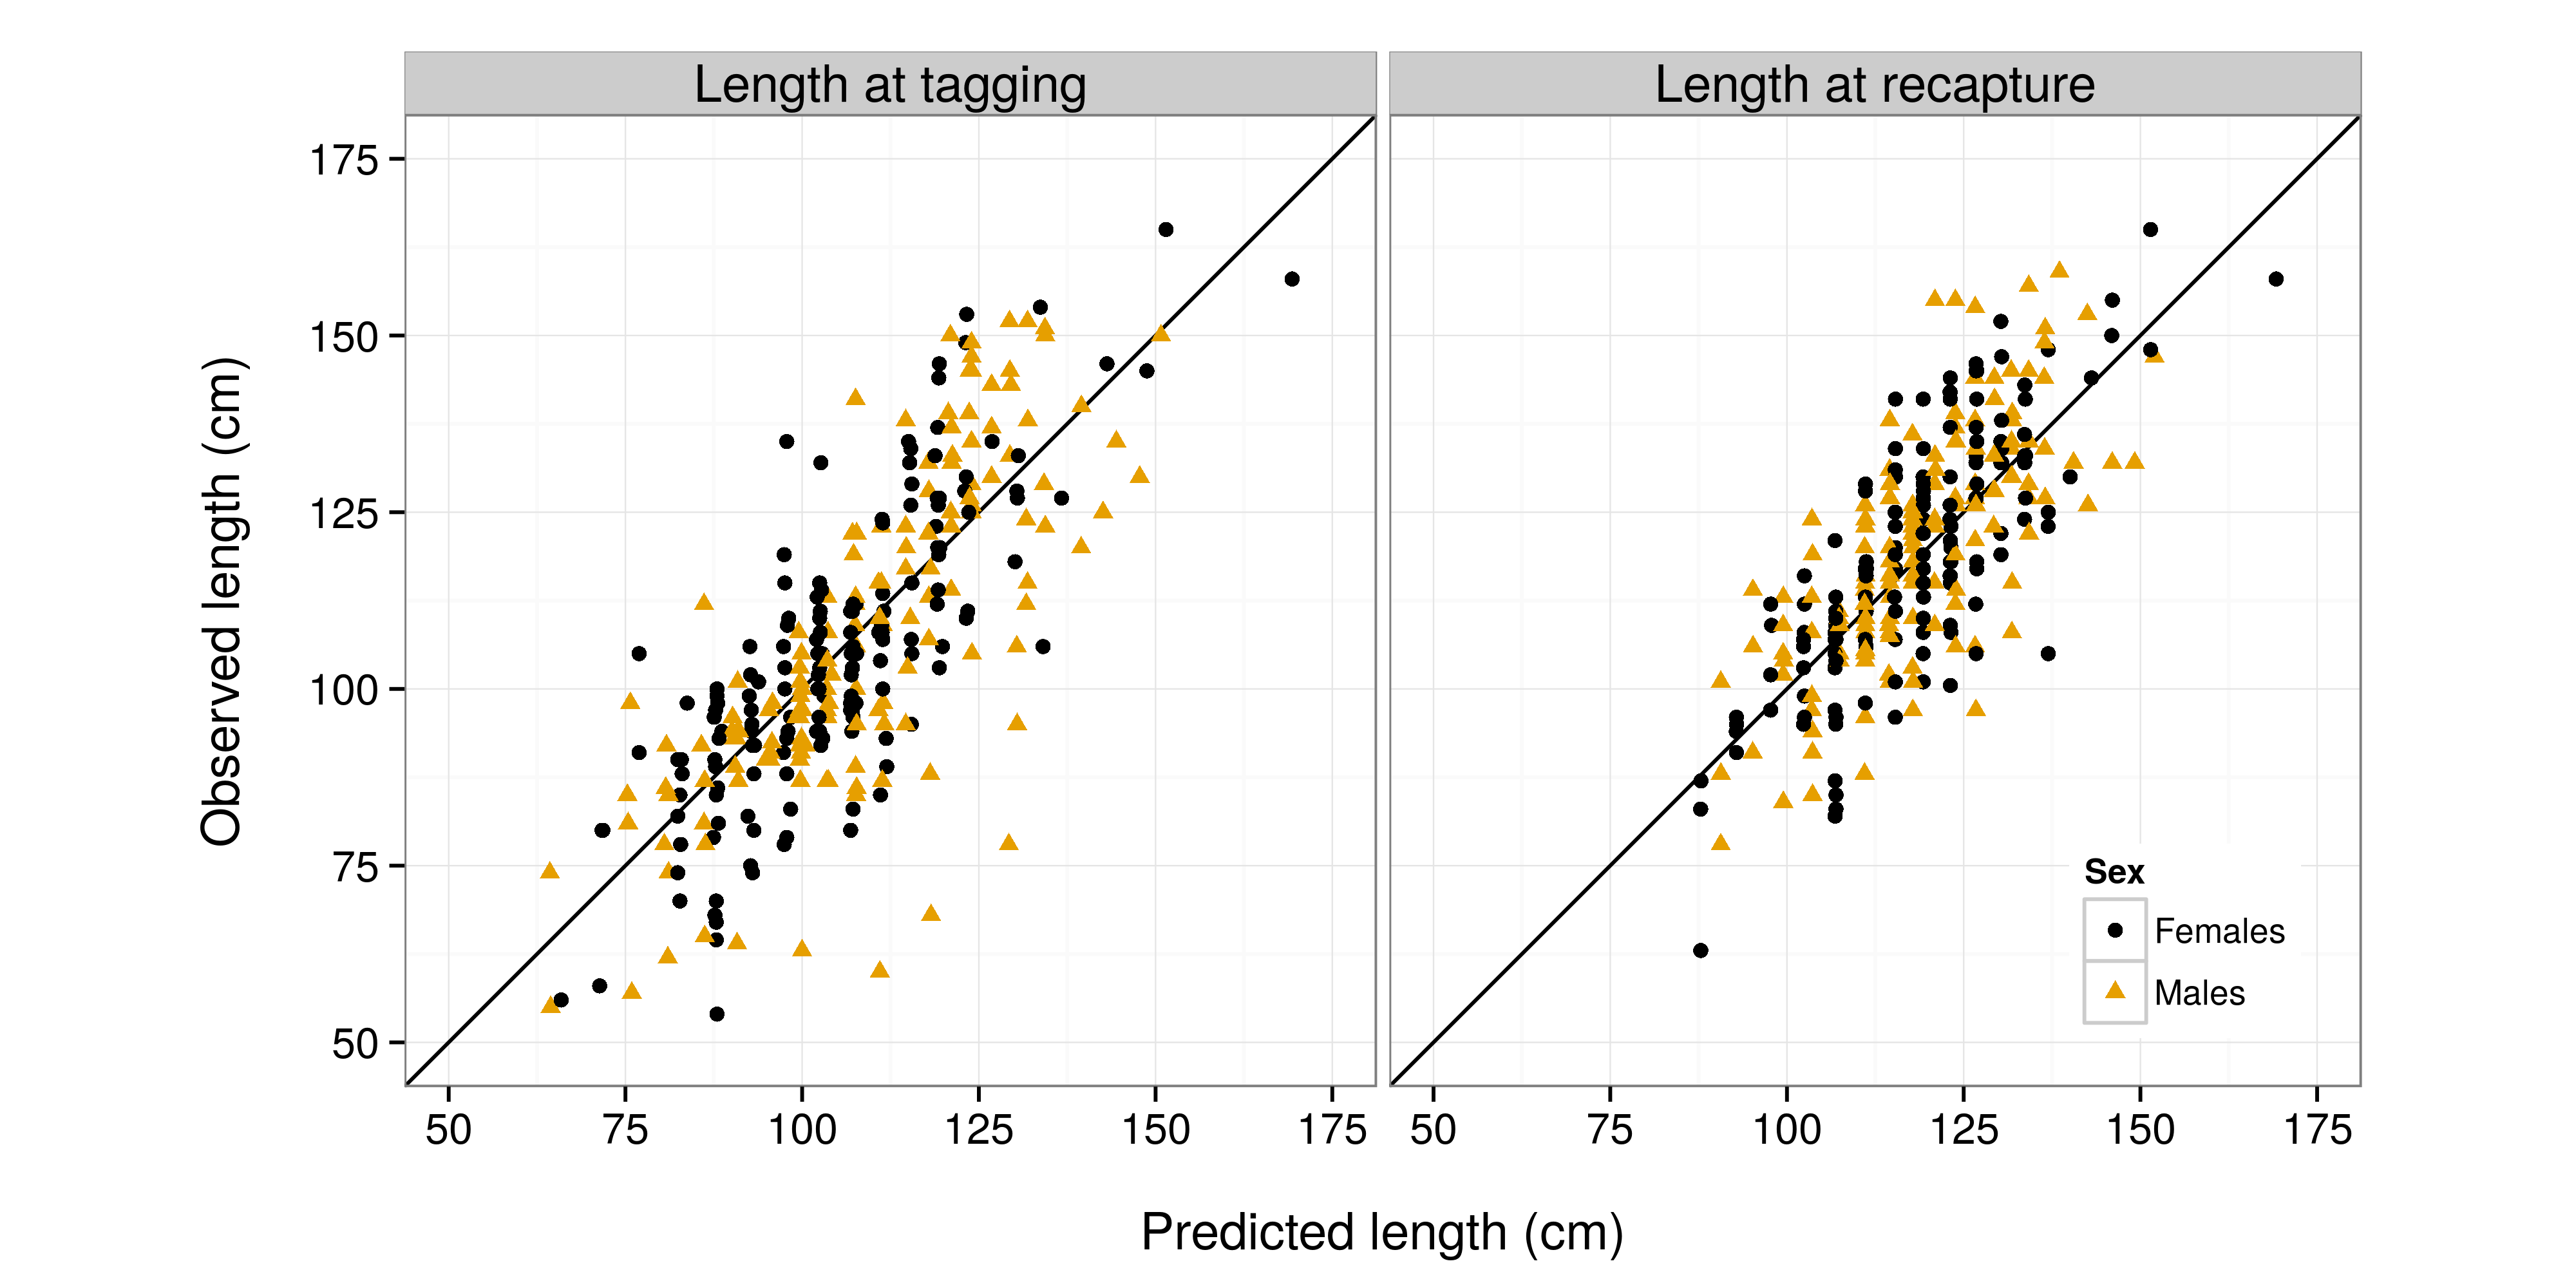 Length at tagging
Length at recapture
Observed length (cm)
175
150
125
100
75
50
Sex
Females
Males
50 75 100 125 150 175
50 75 100 125 150 175
Predicted length (cm)